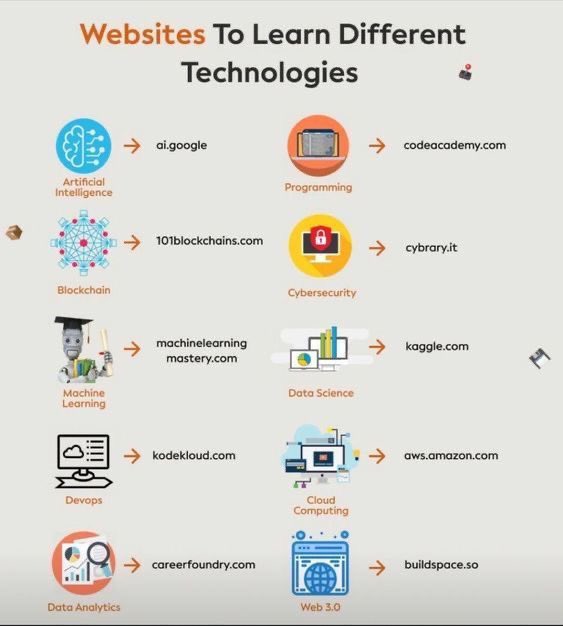 Websites To Learn Different
Technologies
ai.google
Artificial
Intelligence
codeacademy.com
Programming
101blockchains.com
Blockchain
cybrary.it
Cybersecurity
machinelearning
mastery.com
Machine
Learning
kaggle.com
Data Science
kodekloud.com
Devops
aws.amazon.com
Cloud
Computing
careerfoundry.com
Data Analytics
buildspace.so
Web 3.0